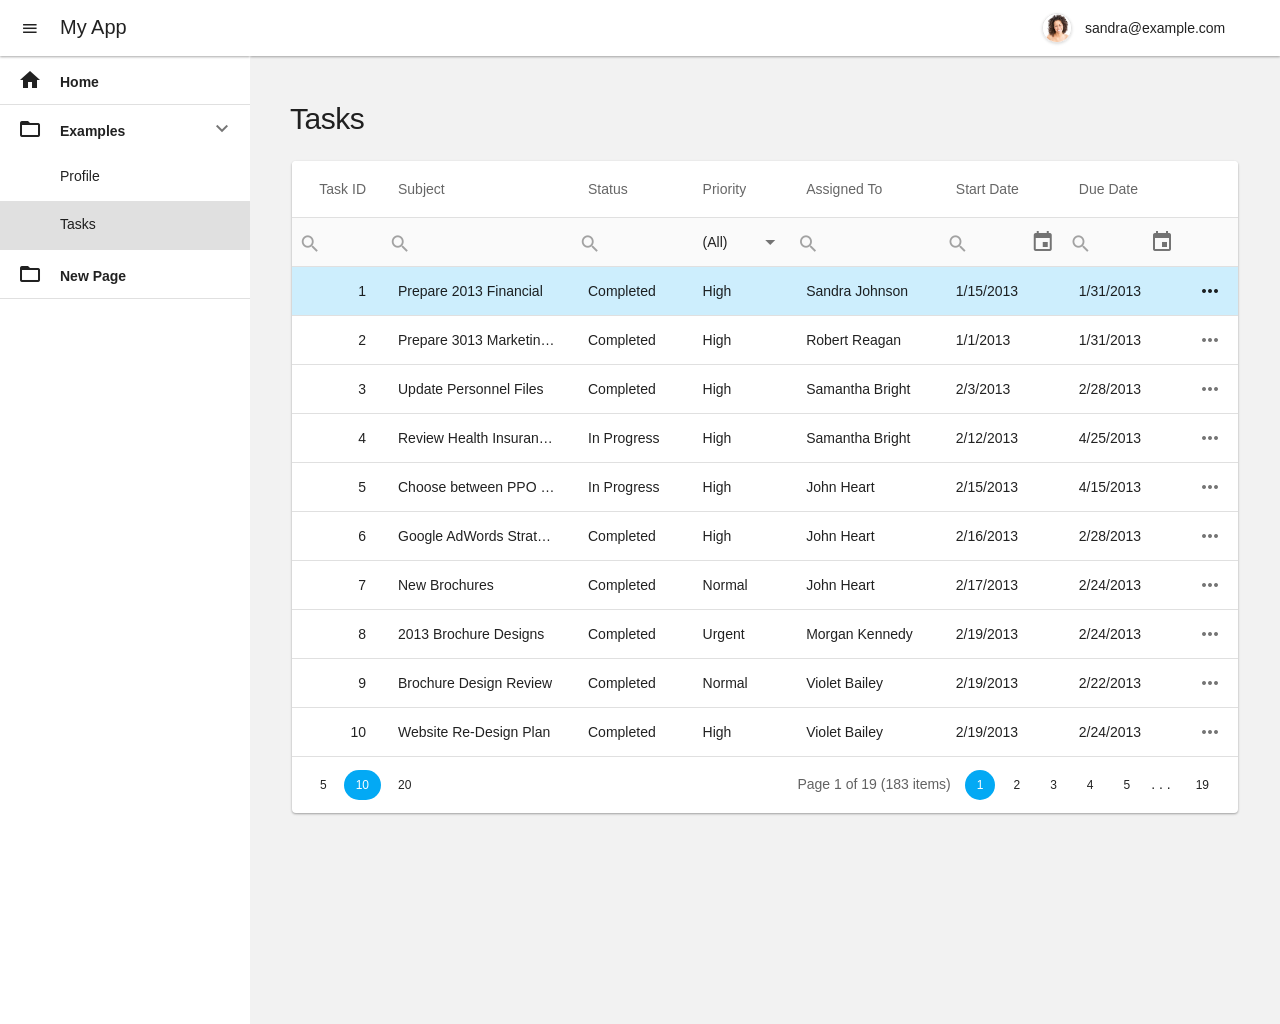 My App
sandra@example.com
Home
Examples
Profile
Tasks
New Page
Tasks
Task ID Subject Status Priority Assigned To Start Date Due Date
(All)
1 Prepare 2013 Financial Completed High Sandra Johnson 1/15/2013 1/31/2013
2 Prepare 3013 Marketin… Completed High Robert Reagan 1/1/2013 1/31/2013
3 Update Personnel Files Completed High Samantha Bright 2/3/2013 2/28/2013
4 Review Health Insuran… In Progress High Samantha Bright 2/12/2013 4/25/2013
5 Choose between PPO … In Progress High John Heart 2/15/2013 4/15/2013
6 Google AdWords Strat… Completed High John Heart 2/16/2013 2/28/2013
7 New Brochures Completed Normal John Heart 2/17/2013 2/24/2013
8 2013 Brochure Designs Completed Urgent Morgan Kennedy 2/19/2013 2/24/2013
9 Brochure Design Review Completed Normal Violet Bailey 2/19/2013 2/22/2013
10 Website Re-Design Plan Completed High Violet Bailey 2/19/2013 2/24/2013
5 10 20 Page 1 of 19 (183 items) 1 2 3 4 5 . . . 19